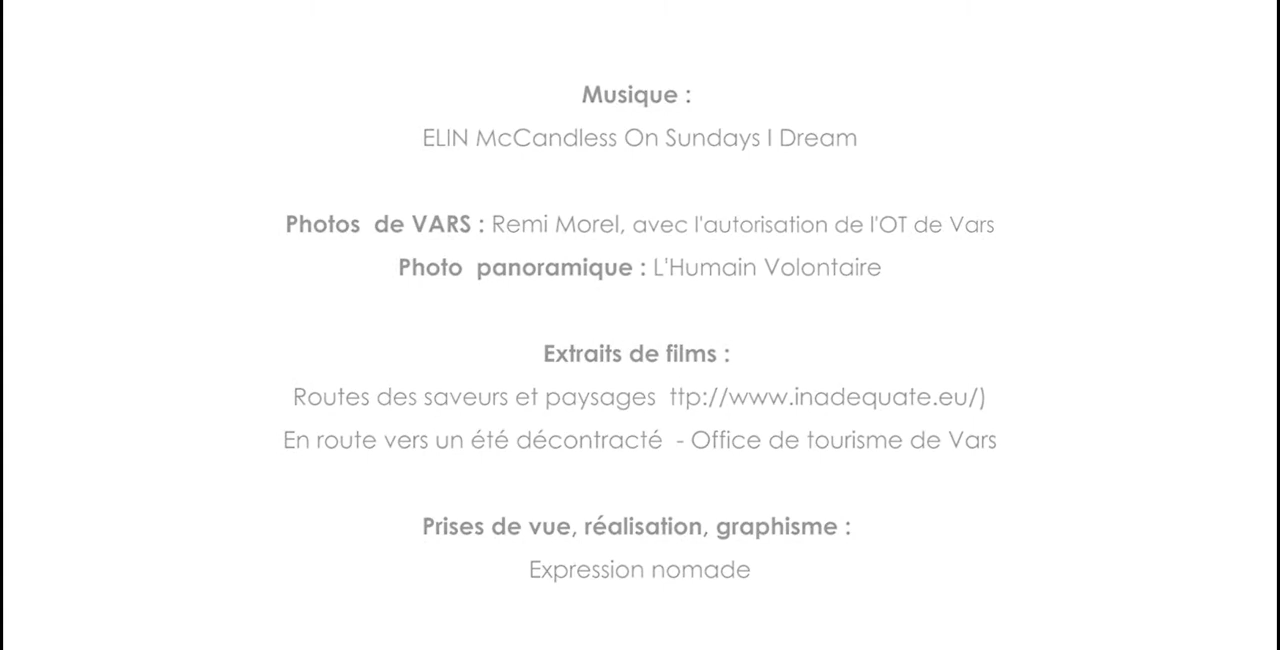 Musique :
ELIN McCandless On Sundays I Dream
Photos de VARS : Remi Morel, avec l'autorisation de l'OT de Vars
Photo panoramique : L'Humain Volontaire
Extraits de films :
Routes des saveurs et paysages ttp://www.inadequate.eu/)
En route vers un été décontracté - Office de tourisme de Vars
Prises de vue, réalisation, graphisme :
Expression nomade